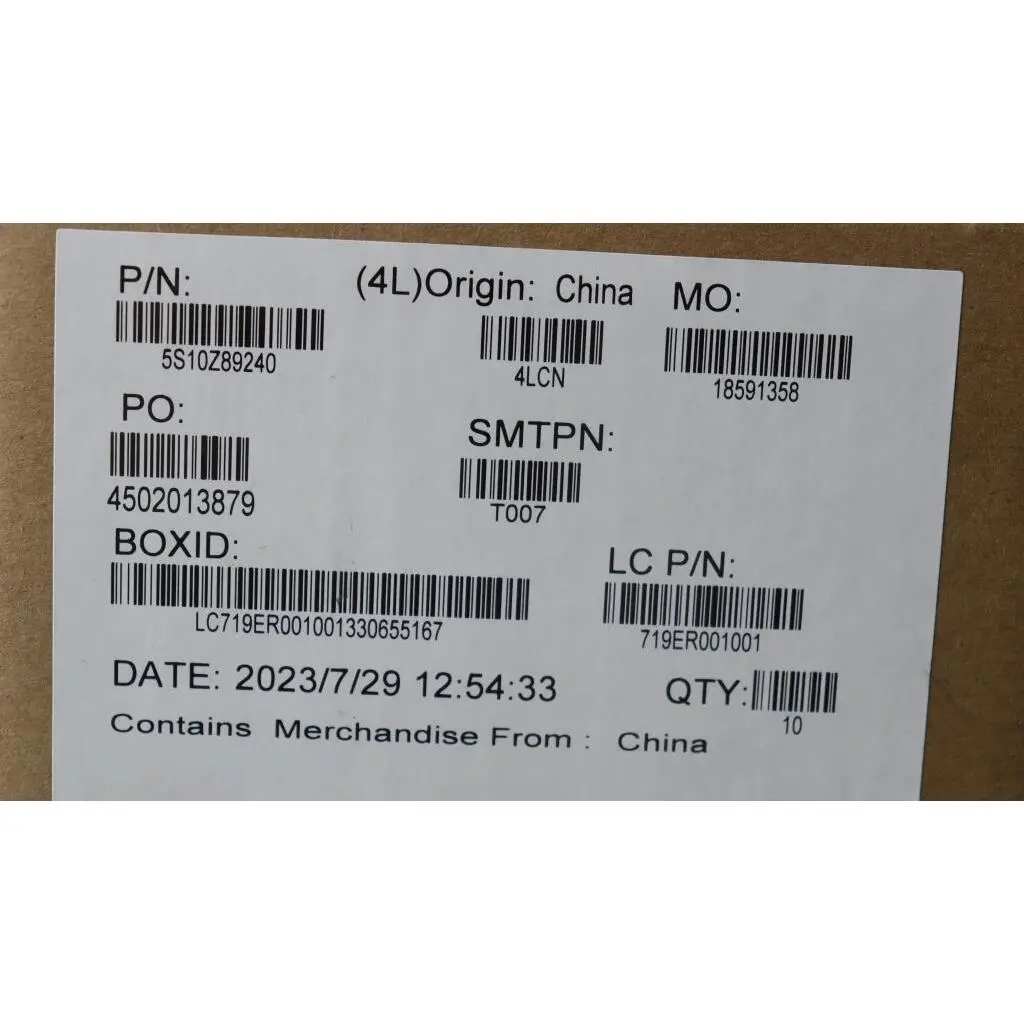 P/N: (4L)Origin: China MO:
5S10Z89240 4LCN 18591358
PO: SMTPN:
4502013879 T007
BOXID: LC P/N:
LC719ER001001330655167 719ER001001
DATE: 2023/7/29 12:54:33 QTY:
10
Contains Merchandise From : China